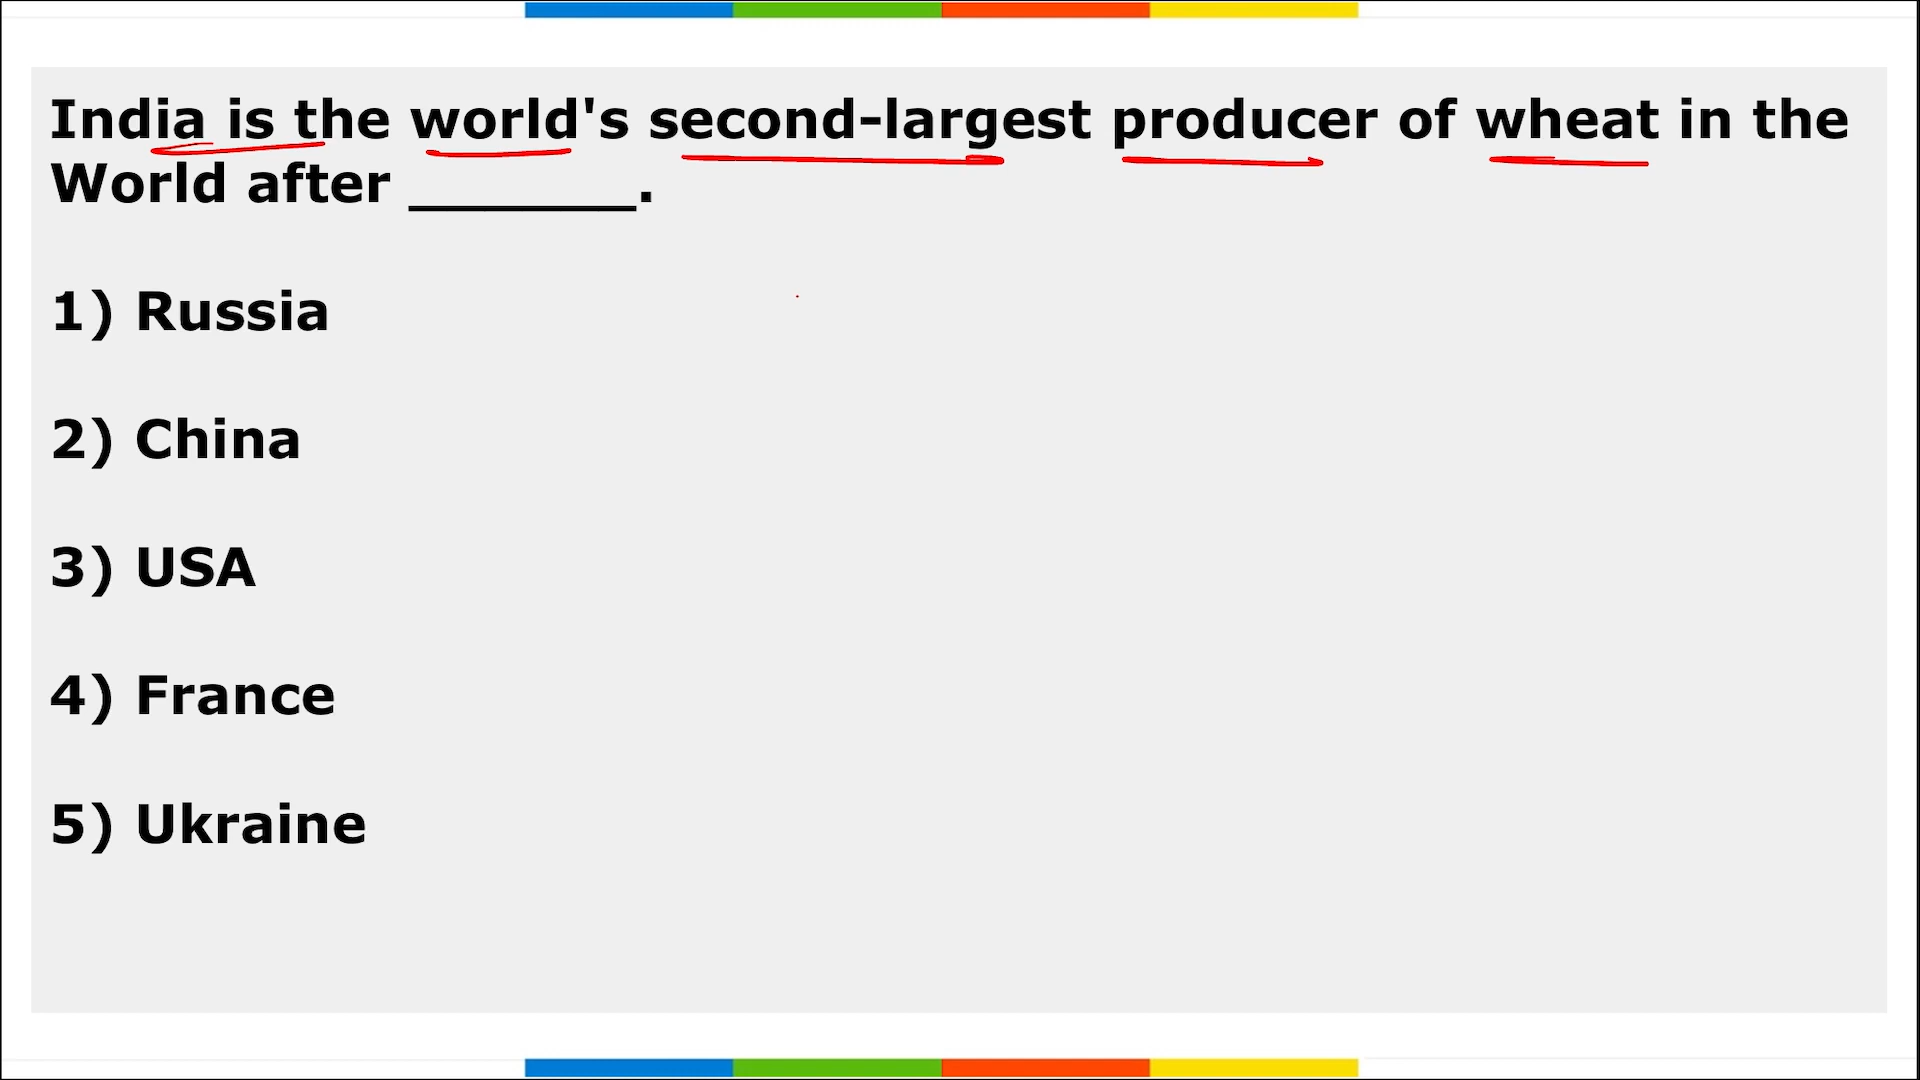 India is the world's second-largest producer of wheat in the
World after _______.
1) Russia
2) China
3) USA
4) France
5) Ukraine